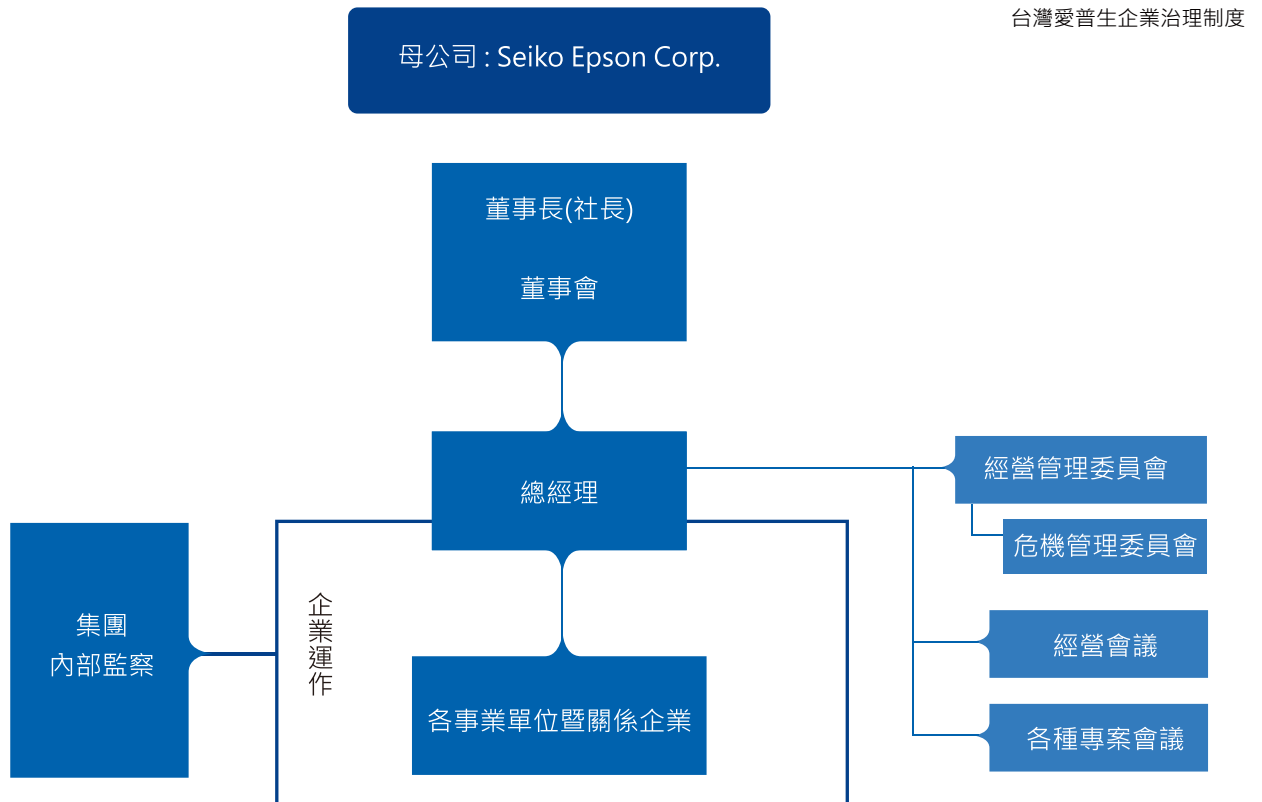 台灣愛普生企業治理制度
母公司 : Seiko Epson Corp.
董事長(社長)
董事會
總經理
經營管理委員會
危機管理委員會
集團
內部監察
企業運作
經營會議
各事業單位暨關係企業
各種專案會議